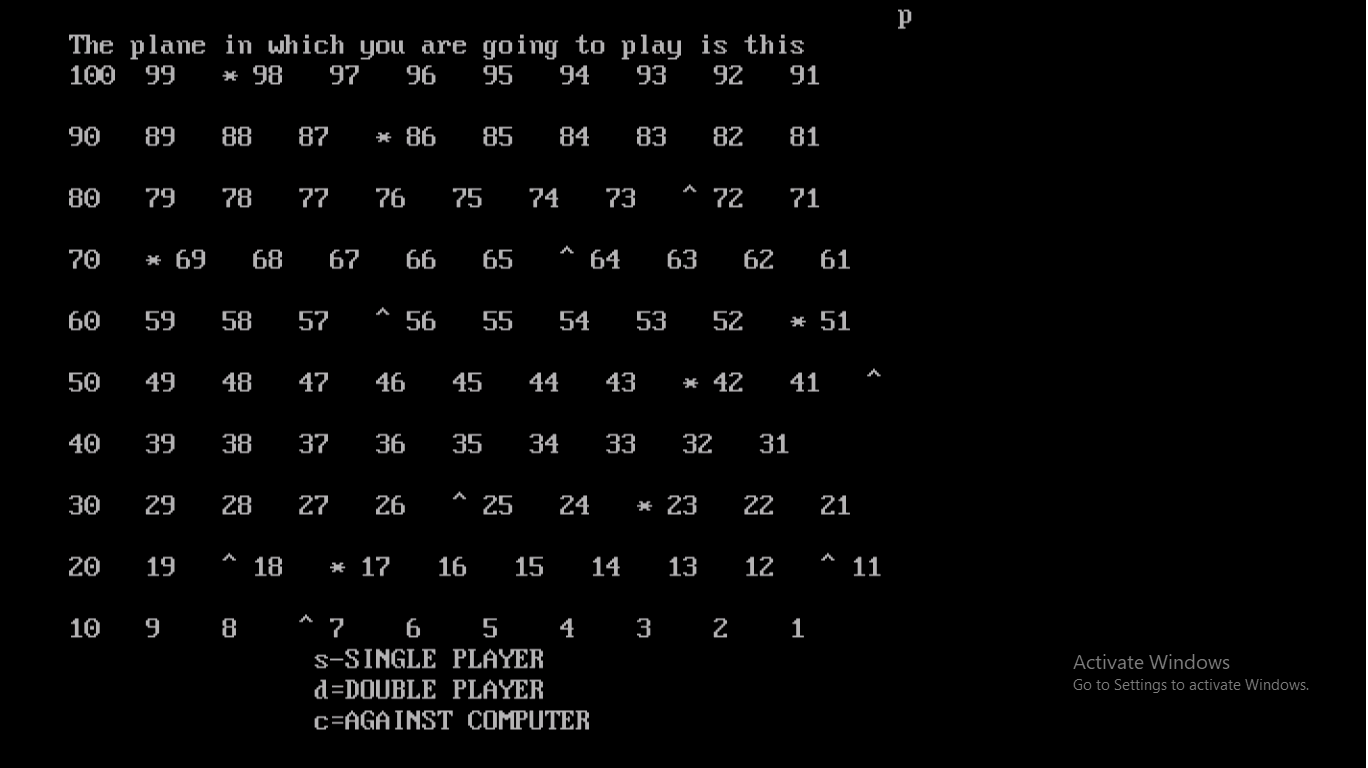 p
The plane in which you are going to play is this
100 99 * 98 97 96 95 94 93 92 91
90 89 88 87 * 86 85 84 83 82 81
80 79 78 77 76 75 74 73 ^ 72 71
70 * 69 68 67 66 65 ^ 64 63 62 61
60 59 58 57 ^ 56 55 54 53 52 * 51
50 49 48 47 46 45 44 43 * 42 41 ^
40 39 38 37 36 35 34 33 32 31
30 29 28 27 26 ^ 25 24 * 23 22 21
20 19 ^ 18 * 17 16 15 14 13 12 ^ 11
10 9 8 ^ 7 6 5 4 3 2 1
s-SINGLE PLAYER
d=DOUBLE PLAYER
c=AGAINST COMPUTER
Activate Windows
Go to Settings to activate Windows.